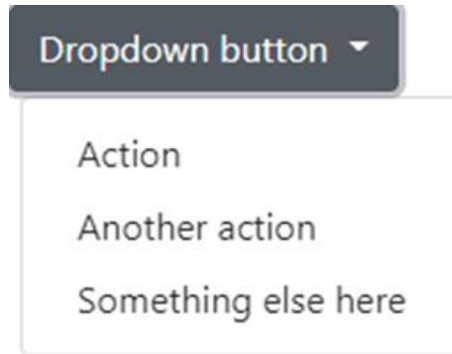 Dropdown button
Action
Another action
Something else here